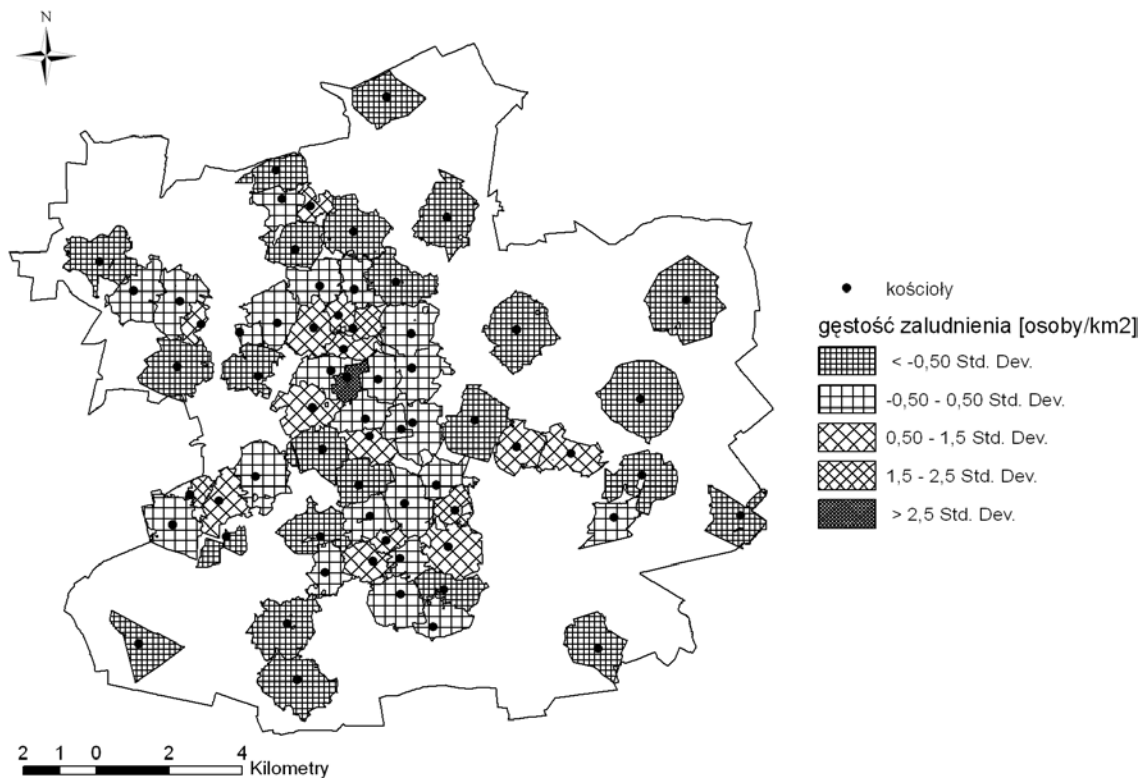 N
kościoły
gęstość zaludnienia [osoby/km2]
< -0,50 Std. Dev.
-0,50 - 0,50 Std. Dev.
0,50 - 1,5 Std. Dev.
1,5 - 2,5 Std. Dev.
> 2,5 Std. Dev.
2 1 0 2 4
Kilometry